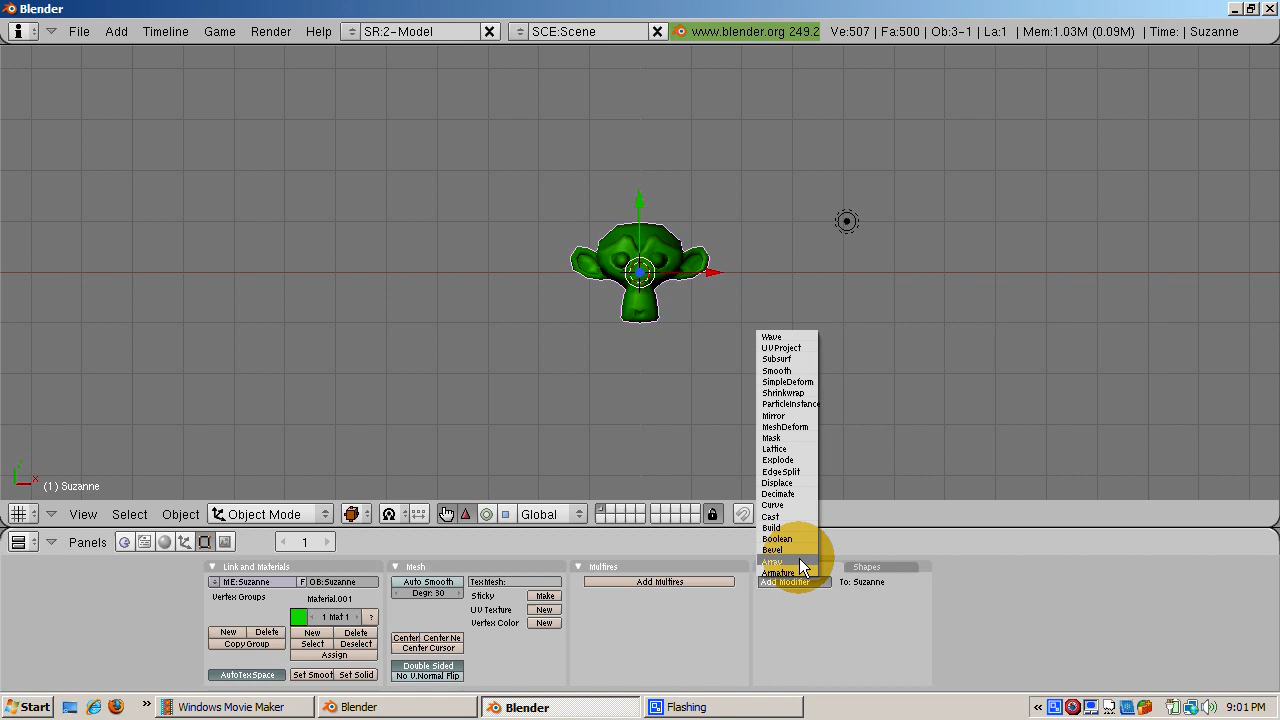 Blender
File Add Timeline Game Render Help SR:2-Model SCE:Scene www.blender.org 249.2 Ve:507 | Fa:500 | Ob:3-1 | La:1 | Mem:1.03M (0.09M) | Time: | Suzanne
Wave
UVProject
Subsurf
Smooth
SimpleDeform
Shrinkwrap
ParticleInstance
Mirror
MeshDeform
Mask
Lattice
Explode
EdgeSplit
Displace
Decimate
Curve
Cast
Build
Boolean
Bevel
Array
Armature
(1) Suzanne
View Select Object Object Mode Global
Panels 1
Link and Materials Mesh Multires Shapes
ME:Suzanne F OB:Suzanne Auto Smooth TexMesh: Add Multires Add Modifier To: Suzanne
Degr: 30 Sticky Make
Vertex Groups Material.001
UV Texture New
1 Mat 1 ? Vertex Color New
New Delete New Delete
Center Center Ne
Copy Group Select Deselect Center Cursor
Assign
Double Sided
AutoTexSpace Set Smoot Set Solid No V.Normal Flip
Start Windows Movie Maker Blender Blender Flashing 9:01 PM